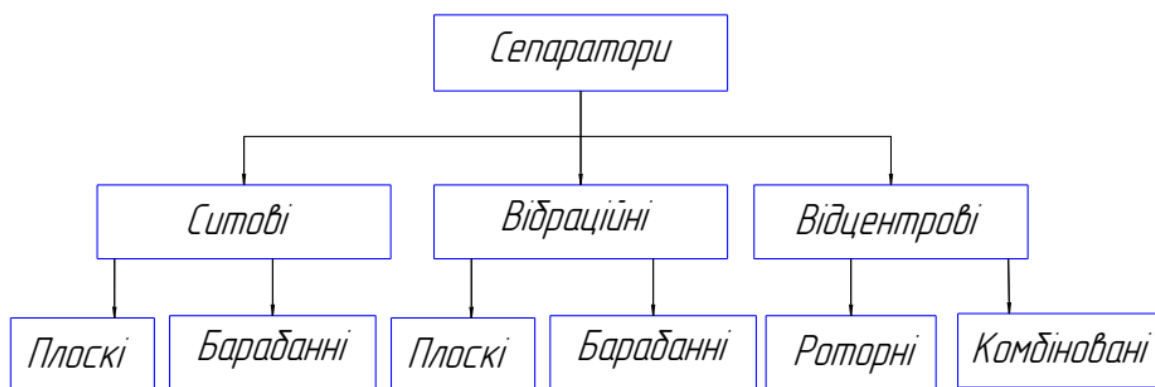 Сепаратори
Ситові
Вібраційні
Відцентрові
Плоскі
Барабанні
Плоскі
Барабанні
Роторні
Комбіновані